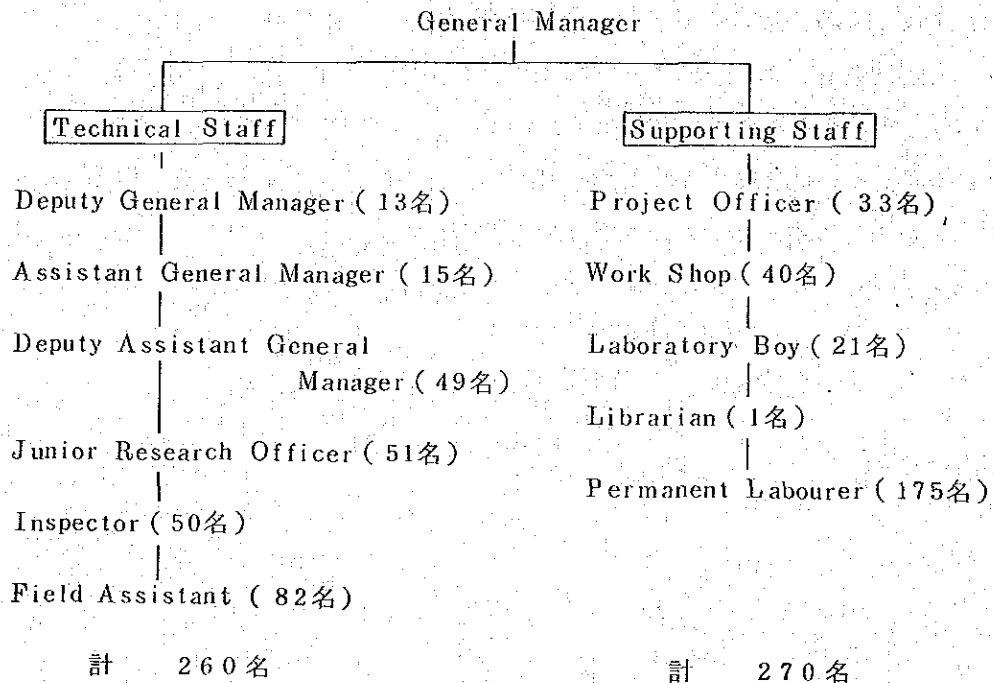 General Manager
Technical Staff
Deputy General Manager ( 13名)
Assistant General Manager ( 15名)
Deputy Assistant General
Manager ( 49名)
Junior Research Officer ( 51名)
Inspector ( 50名)
Field Assistant ( 82名)
計 260名
Supporting Staff
Project Officer ( 33名)
Work Shop ( 40名)
Laboratory Boy ( 21名)
Librarian ( 1名)
Permanent Labourer ( 175名)
計 270名